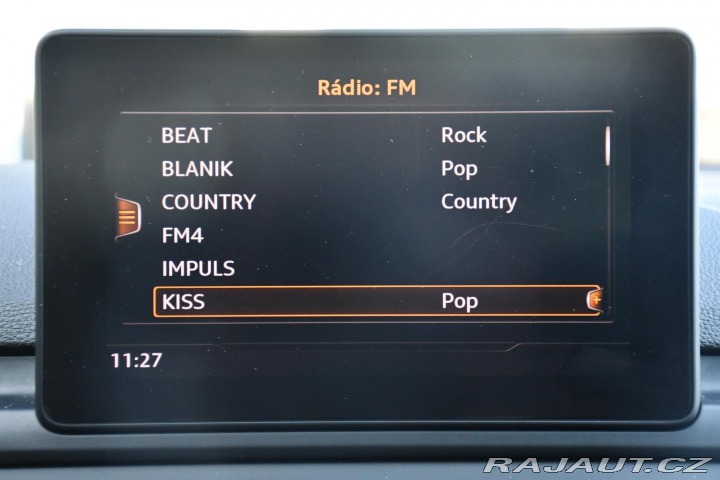 Rádio: FM
BEAT Rock
BLANIK Pop
COUNTRY Country
FM4
IMPULS
KISS Pop
11:27
RAJAUT.CZ